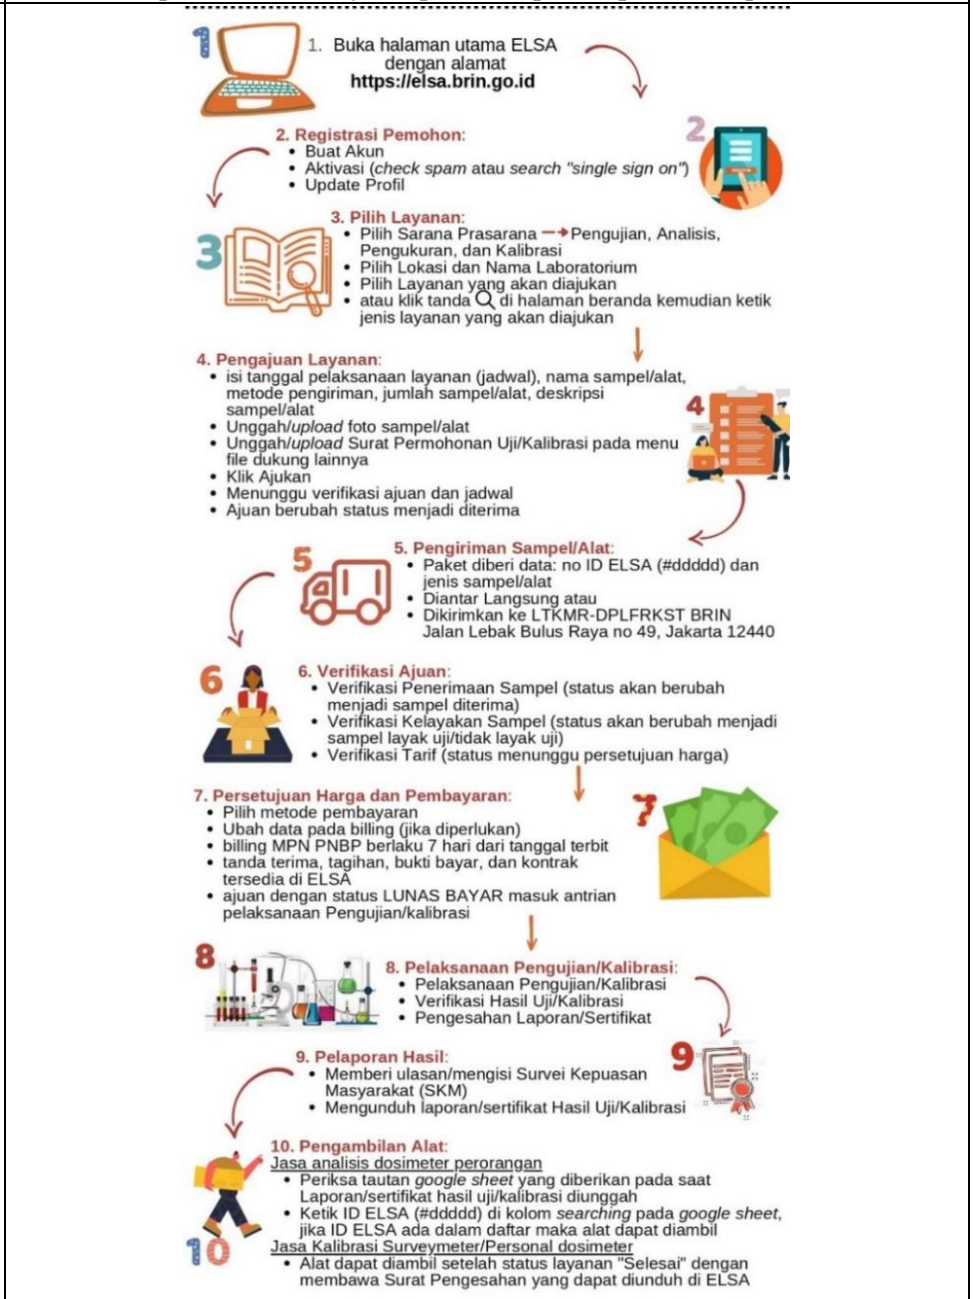 1
1. Buka halaman utama ELSA
dengan alamat
https://elsa.brin.go.id
2
2. Registrasi Pemohon:
• Buat Akun
• Aktivasi (check spam atau search "single sign on")
• Update Profil
3
3. Pilih Layanan:
• Pilih Sarana Prasarana → Pengujian, Analisis,
Pengukuran, dan Kalibrasi
• Pilih Lokasi dan Nama Laboratorium
• Pilih Layanan yang akan diajukan
• atau klik tanda di halaman beranda kemudian ketik
jenis layanan yang akan diajukan
4. Pengajuan Layanan:
• isi tanggal pelaksanaan layanan (jadwal), nama sampel/alat,
metode pengiriman, jumlah sampel/alat, deskripsi
sampel/alat
• Unggah/upload foto sampel/alat
• Unggah/upload Surat Permohonan Uji/Kalibrasi pada menu
file dukung lainnya
• Klik Ajukan
• Menunggu verifikasi ajuan dan jadwal
• Ajuan berubah status menjadi diterima
4
5
5. Pengiriman Sampel/Alat:
• Paket diberi data: no ID ELSA (#ddddd) dan
jenis sampel/alat
• Diantar Langsung atau
• Dikirimkan ke LTKMR-DPLFRKST BRIN
Jalan Lebak Bulus Raya no 49, Jakarta 12440
6
6. Verifikasi Ajuan:
• Verifikasi Penerimaan Sampel (status akan berubah
menjadi sampel diterima)
• Verifikasi Kelayakan Sampel (status akan berubah menjadi
sampel layak uji/tidak layak uji)
• Verifikasi Tarif (status menunggu persetujuan harga)
7. Persetujuan Harga dan Pembayaran:
• Pilih metode pembayaran
• Ubah data pada billing (jika diperlukan)
• billing MPN PNBP berlaku 7 hari dari tanggal terbit
• tanda terima, tagihan, bukti bayar, dan kontrak
tersedia di ELSA
• ajuan dengan status LUNAS BAYAR masuk antrian
pelaksanaan Pengujian/kalibrasi
7
8
8. Pelaksanaan Pengujian/Kalibrasi:
• Pelaksanaan Pengujian/Kalibrasi
• Verifikasi Hasil Uji/Kalibrasi
• Pengesahan Laporan/Sertifikat
9
9. Pelaporan Hasil:
• Memberi ulasan/mengisi Survei Kepuasan
Masyarakat (SKM)
• Mengunduh laporan/sertifikat Hasil Uji/Kalibrasi
10. Pengambilan Alat:
Jasa analisis dosimeter perorangan
• Periksa tautan google sheet yang diberikan pada saat
Laporan/sertifikat hasil uji/kalibrasi diunggah
• Ketik ID ELSA (#ddddd) di kolom searching pada google sheet,
jika ID ELSA ada dalam daftar maka alat dapat diambil
10
Jasa Kalibrasi Surveymeter/Personal dosimeter
• Alat dapat diambil setelah status layanan "Selesai" dengan
membawa Surat Pengesahan yang dapat diunduh di ELSA